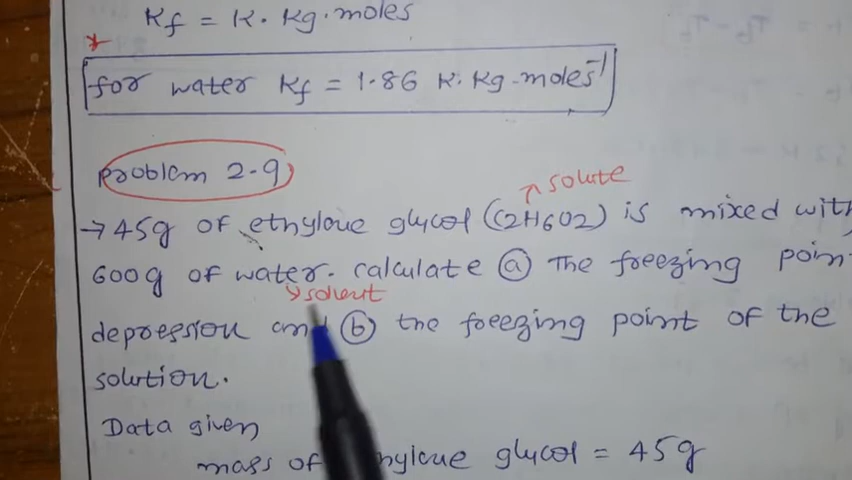 Kf = K. Kg.moles
for water Kf = 1.86 K.Kg-moles-1
problem 2.9
solute
→ 45g of ethylene glycol (C2H6O2) is mixed with
600g of water. calculate (a) The freezing poin
solvent
depression and (b) the freezing point of the
solution.
Data given
mass of glycol = 45g